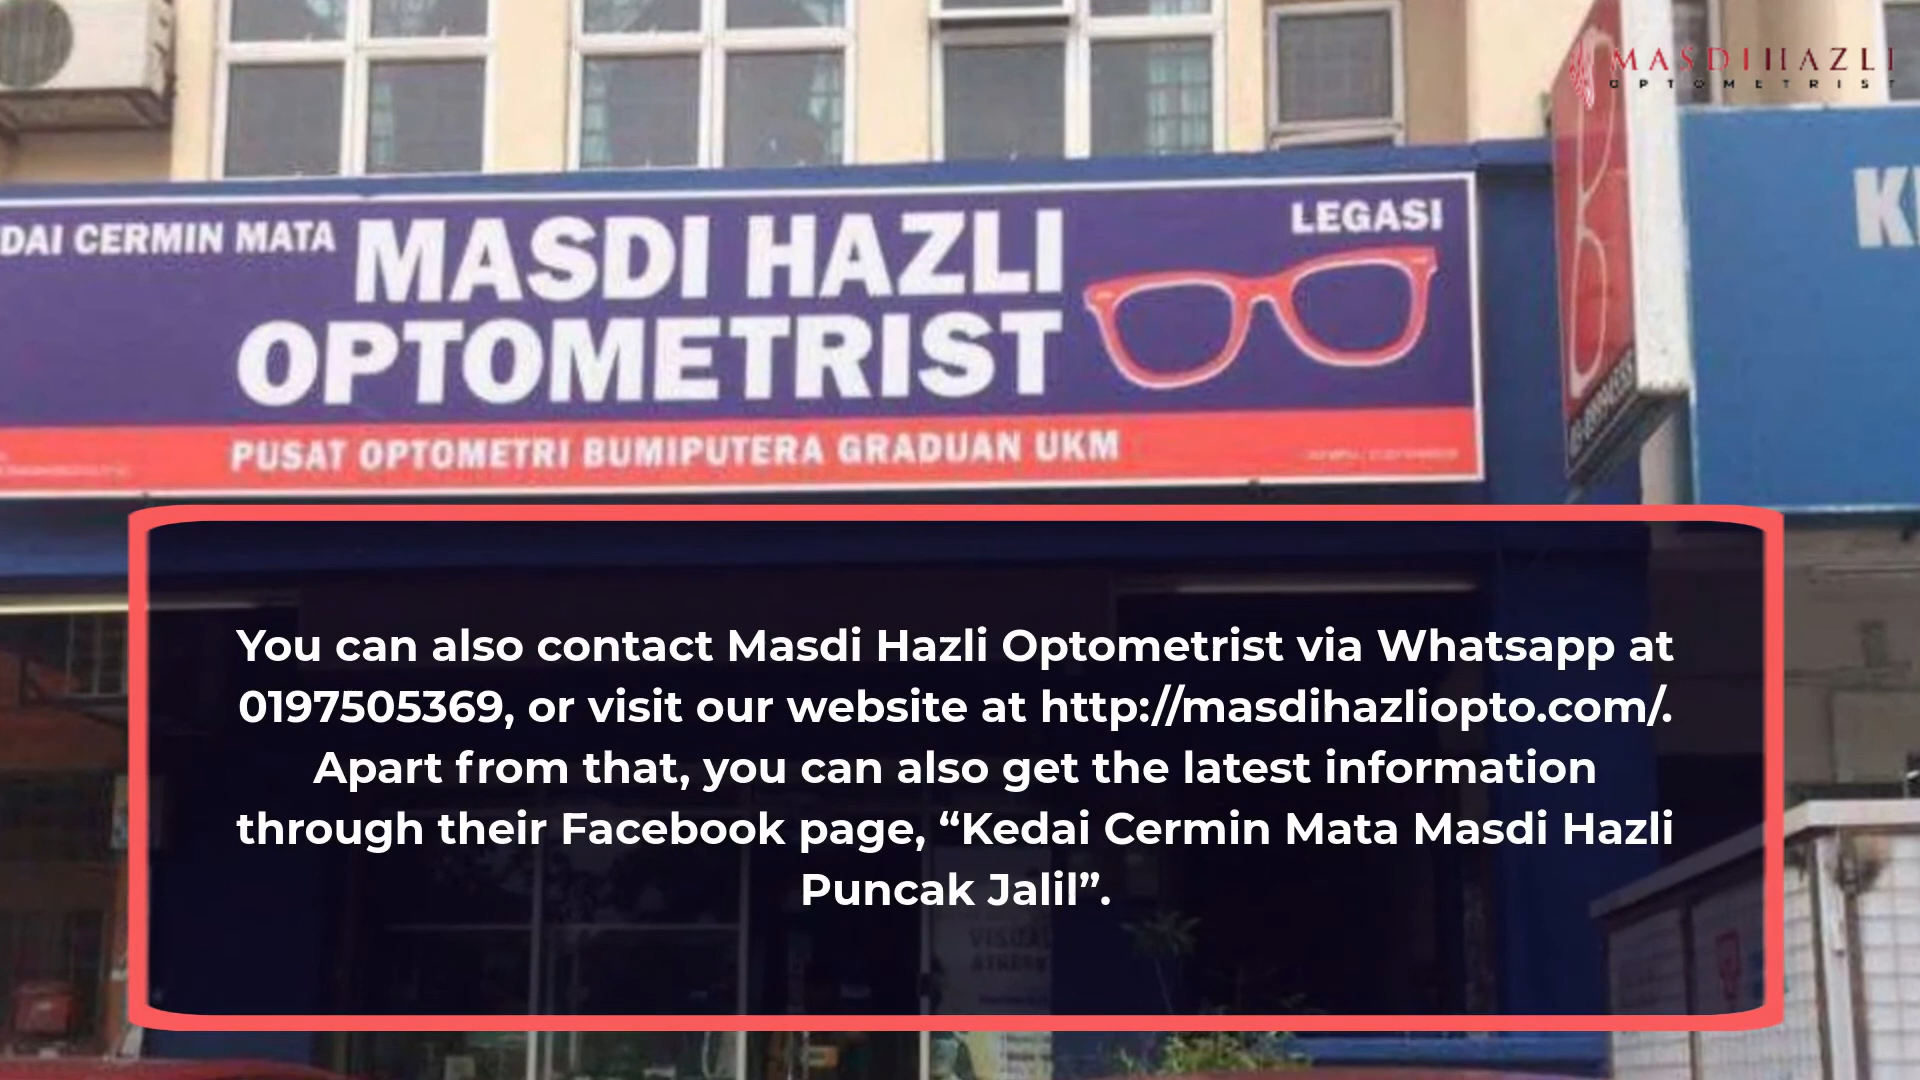 MASDI HAZLI
OPTOMETRIST
DAI CERMIN MATA
MASDI HAZLI
OPTOMETRIST
LEGASI
PUSAT OPTOMETRI BUMIPUTERA GRADUAN UKM
You can also contact Masdi Hazli Optometrist via Whatsapp at
0197505369, or visit our website at http://masdihazliopto.com/.
Apart from that, you can also get the latest information
through their Facebook page, “Kedai Cermin Mata Masdi Hazli
Puncak Jalil”.
VISUAL
STRESS